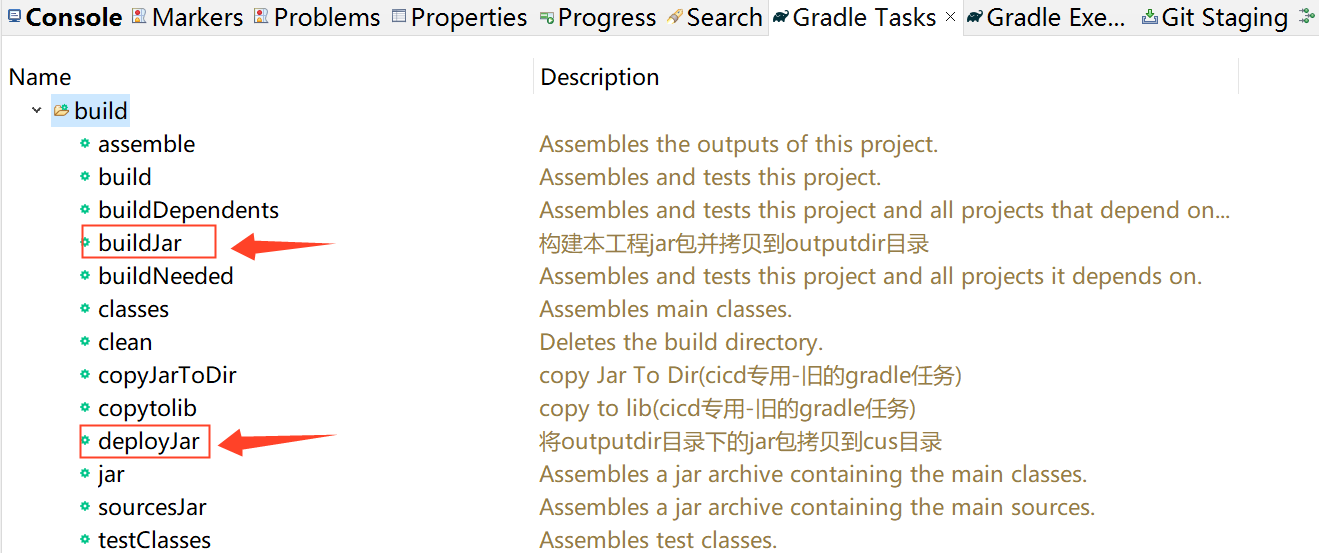 Console Markers Problems Properties Progress Search Gradle Tasks Gradle Exe... Git Staging
Name Description
build
assemble Assembles the outputs of this project.
build Assembles and tests this project.
buildDependents Assembles and tests this project and all projects that depend on...
buildJar 构建本工程jar包并拷贝到outputdir目录
buildNeeded Assembles and tests this project and all projects it depends on.
classes Assembles main classes.
clean Deletes the build directory.
copyJarToDir copy Jar To Dir(cicd专用-旧的gradle任务)
copytolib copy to lib(cicd专用-旧的gradle任务)
deployJar 将outputdir目录下的jar包拷贝到cus目录
jar Assembles a jar archive containing the main classes.
sourcesJar Assembles a jar archive containing the main sources.
testClasses Assembles test classes.